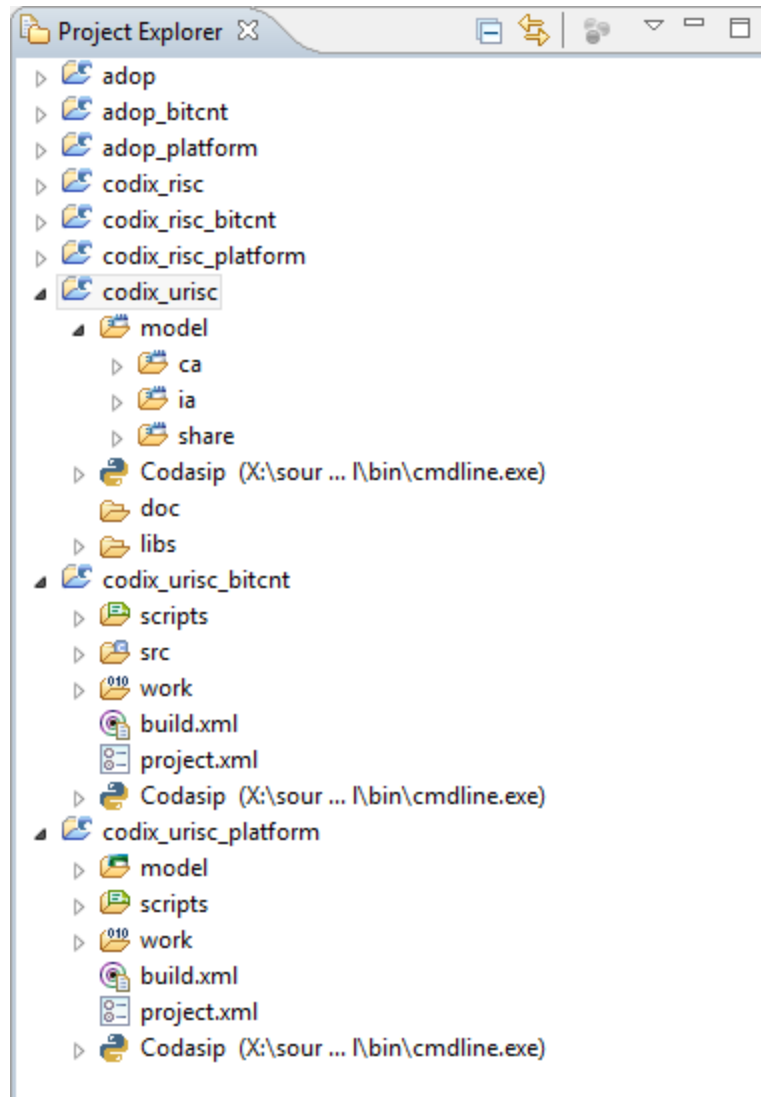 Project Explorer
adop
adop_bitcnt
adop_platform
codix_risc
codix_risc_bitcnt
codix_risc_platform
codix_urisc
model
ca
ia
share
Codasip (X:\sour ... l\bin\cmdline.exe)
doc
libs
codix_urisc_bitcnt
scripts
src
010
work
build.xml
project.xml
Codasip (X:\sour ... l\bin\cmdline.exe)
codix_urisc_platform
model
scripts
010
work
build.xml
project.xml
Codasip (X:\sour ... l\bin\cmdline.exe)